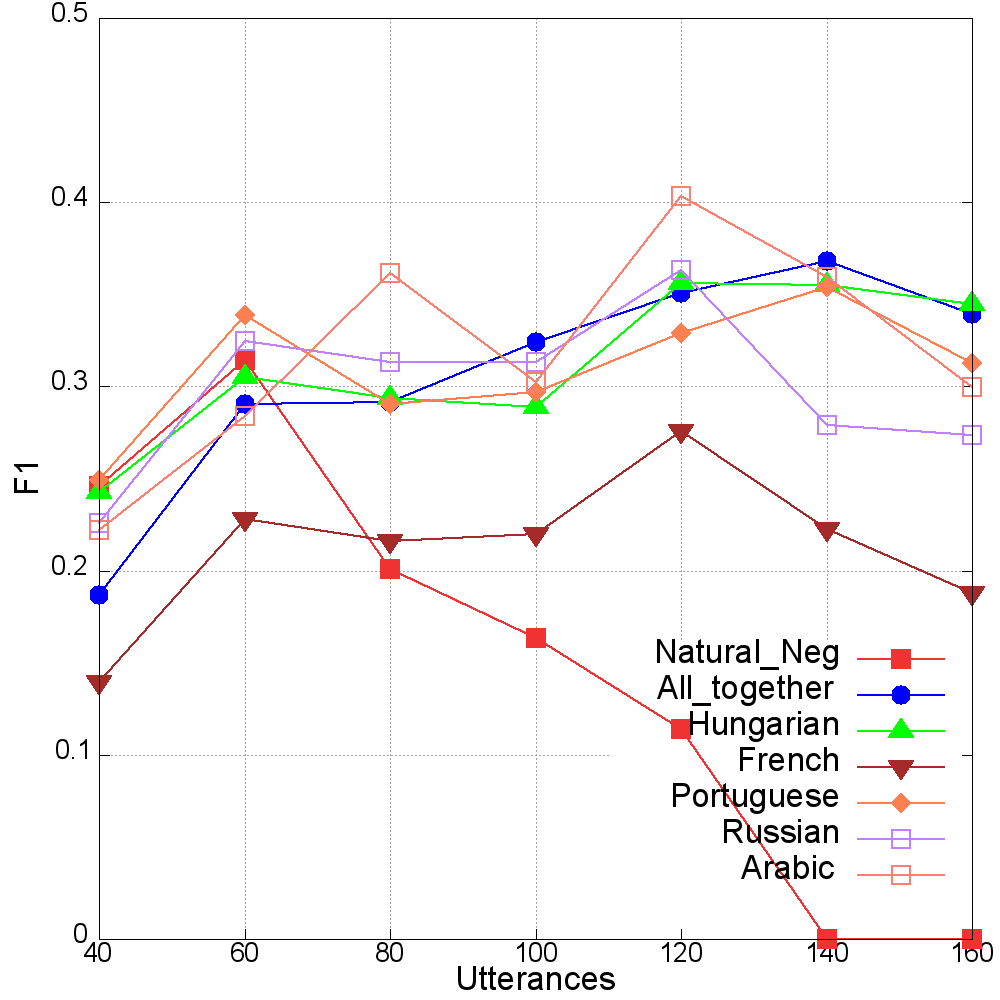 0.5
0.4
0.3
0.2
0.1
0
F1
40 60 80 100 120 140 160
Utterances
Natural_Neg
All_together
Hungarian
French
Portuguese
Russian
Arabic